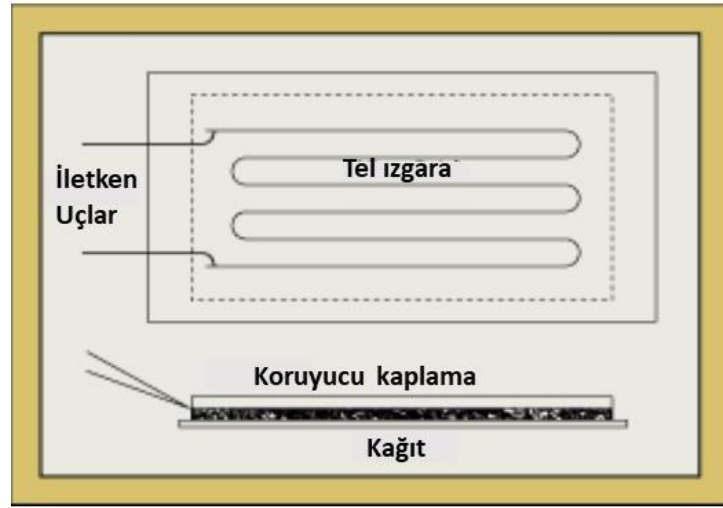 İletken
Uçlar
Tel ızgara
Koruyucu kaplama
Kağıt